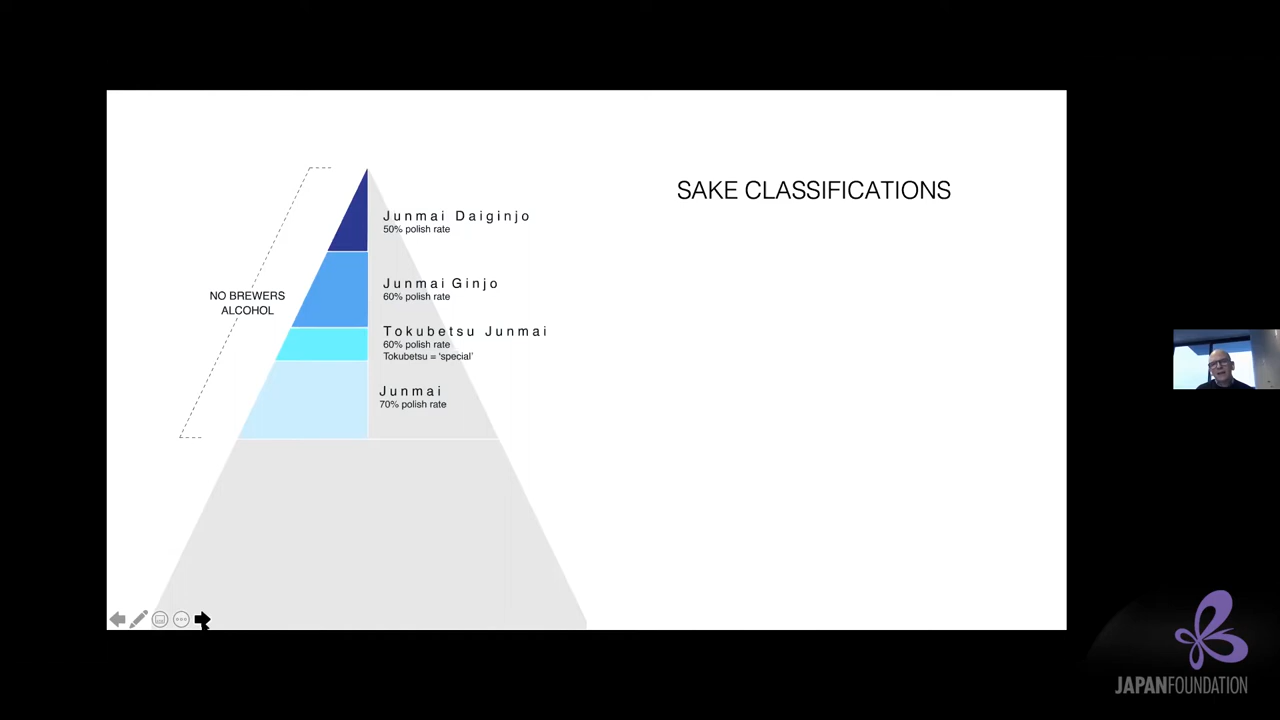 SAKE CLASSIFICATIONS
Junmai Daiginjo
50% polish rate
Junmai Ginjo
60% polish rate
NO BREWERS
ALCOHOL
Tokubetsu Junmai
60% polish rate
Tokubetsu = ‘special’
Junmai
70% polish rate
JAPANFOUNDATION